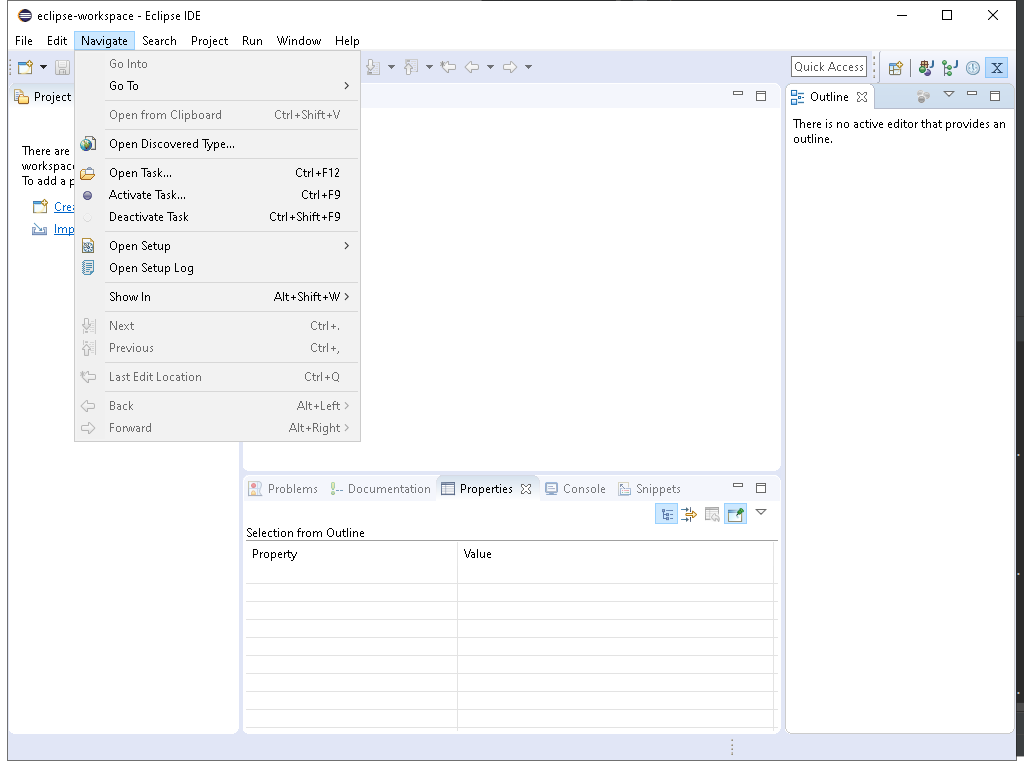 eclipse-workspace - Eclipse IDE
File Edit Navigate Search Project Run Window Help
Quick Access
X
Project
There are
workspac
To add a p
Crea
Imp
Go Into
Go To
Open from Clipboard Ctrl+Shift+V
Open Discovered Type...
Open Task... Ctrl+F12
Activate Task... Ctrl+F9
Deactivate Task Ctrl+Shift+F9
Open Setup
Open Setup Log
Show In Alt+Shift+W
Next Ctrl+.
Previous Ctrl+,
Last Edit Location Ctrl+Q
Back Alt+Left
Forward Alt+Right
Outline
There is no active editor that provides an
outline.
Problems Documentation Properties Console Snippets
Selection from Outline
Property Value